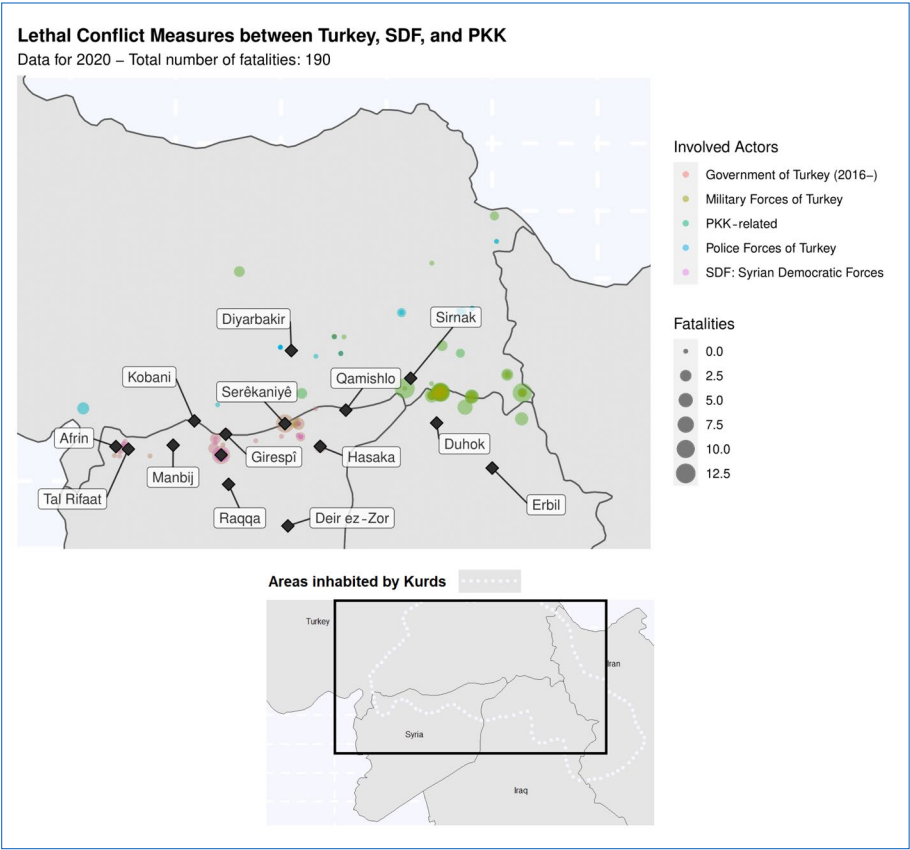 Lethal Conflict Measures between Turkey, SDF, and PKK
Data for 2020 − Total number of fatalities: 190
Involved Actors
Government of Turkey (2016−)
Military Forces of Turkey
PKK−related
Police Forces of Turkey
SDF: Syrian Democratic Forces
Fatalities
0.0
2.5
5.0
7.5
10.0
12.5
Diyarbakir
Sirnak
Kobani
Serêkaniyê
Qamishlo
Afrin
Manbij
Girespî
Hasaka
Duhok
Tal Rifaat
Raqqa
Deir ez−Zor
Erbil
Areas inhabited by Kurds
Turkey
Iran
Syria
Iraq